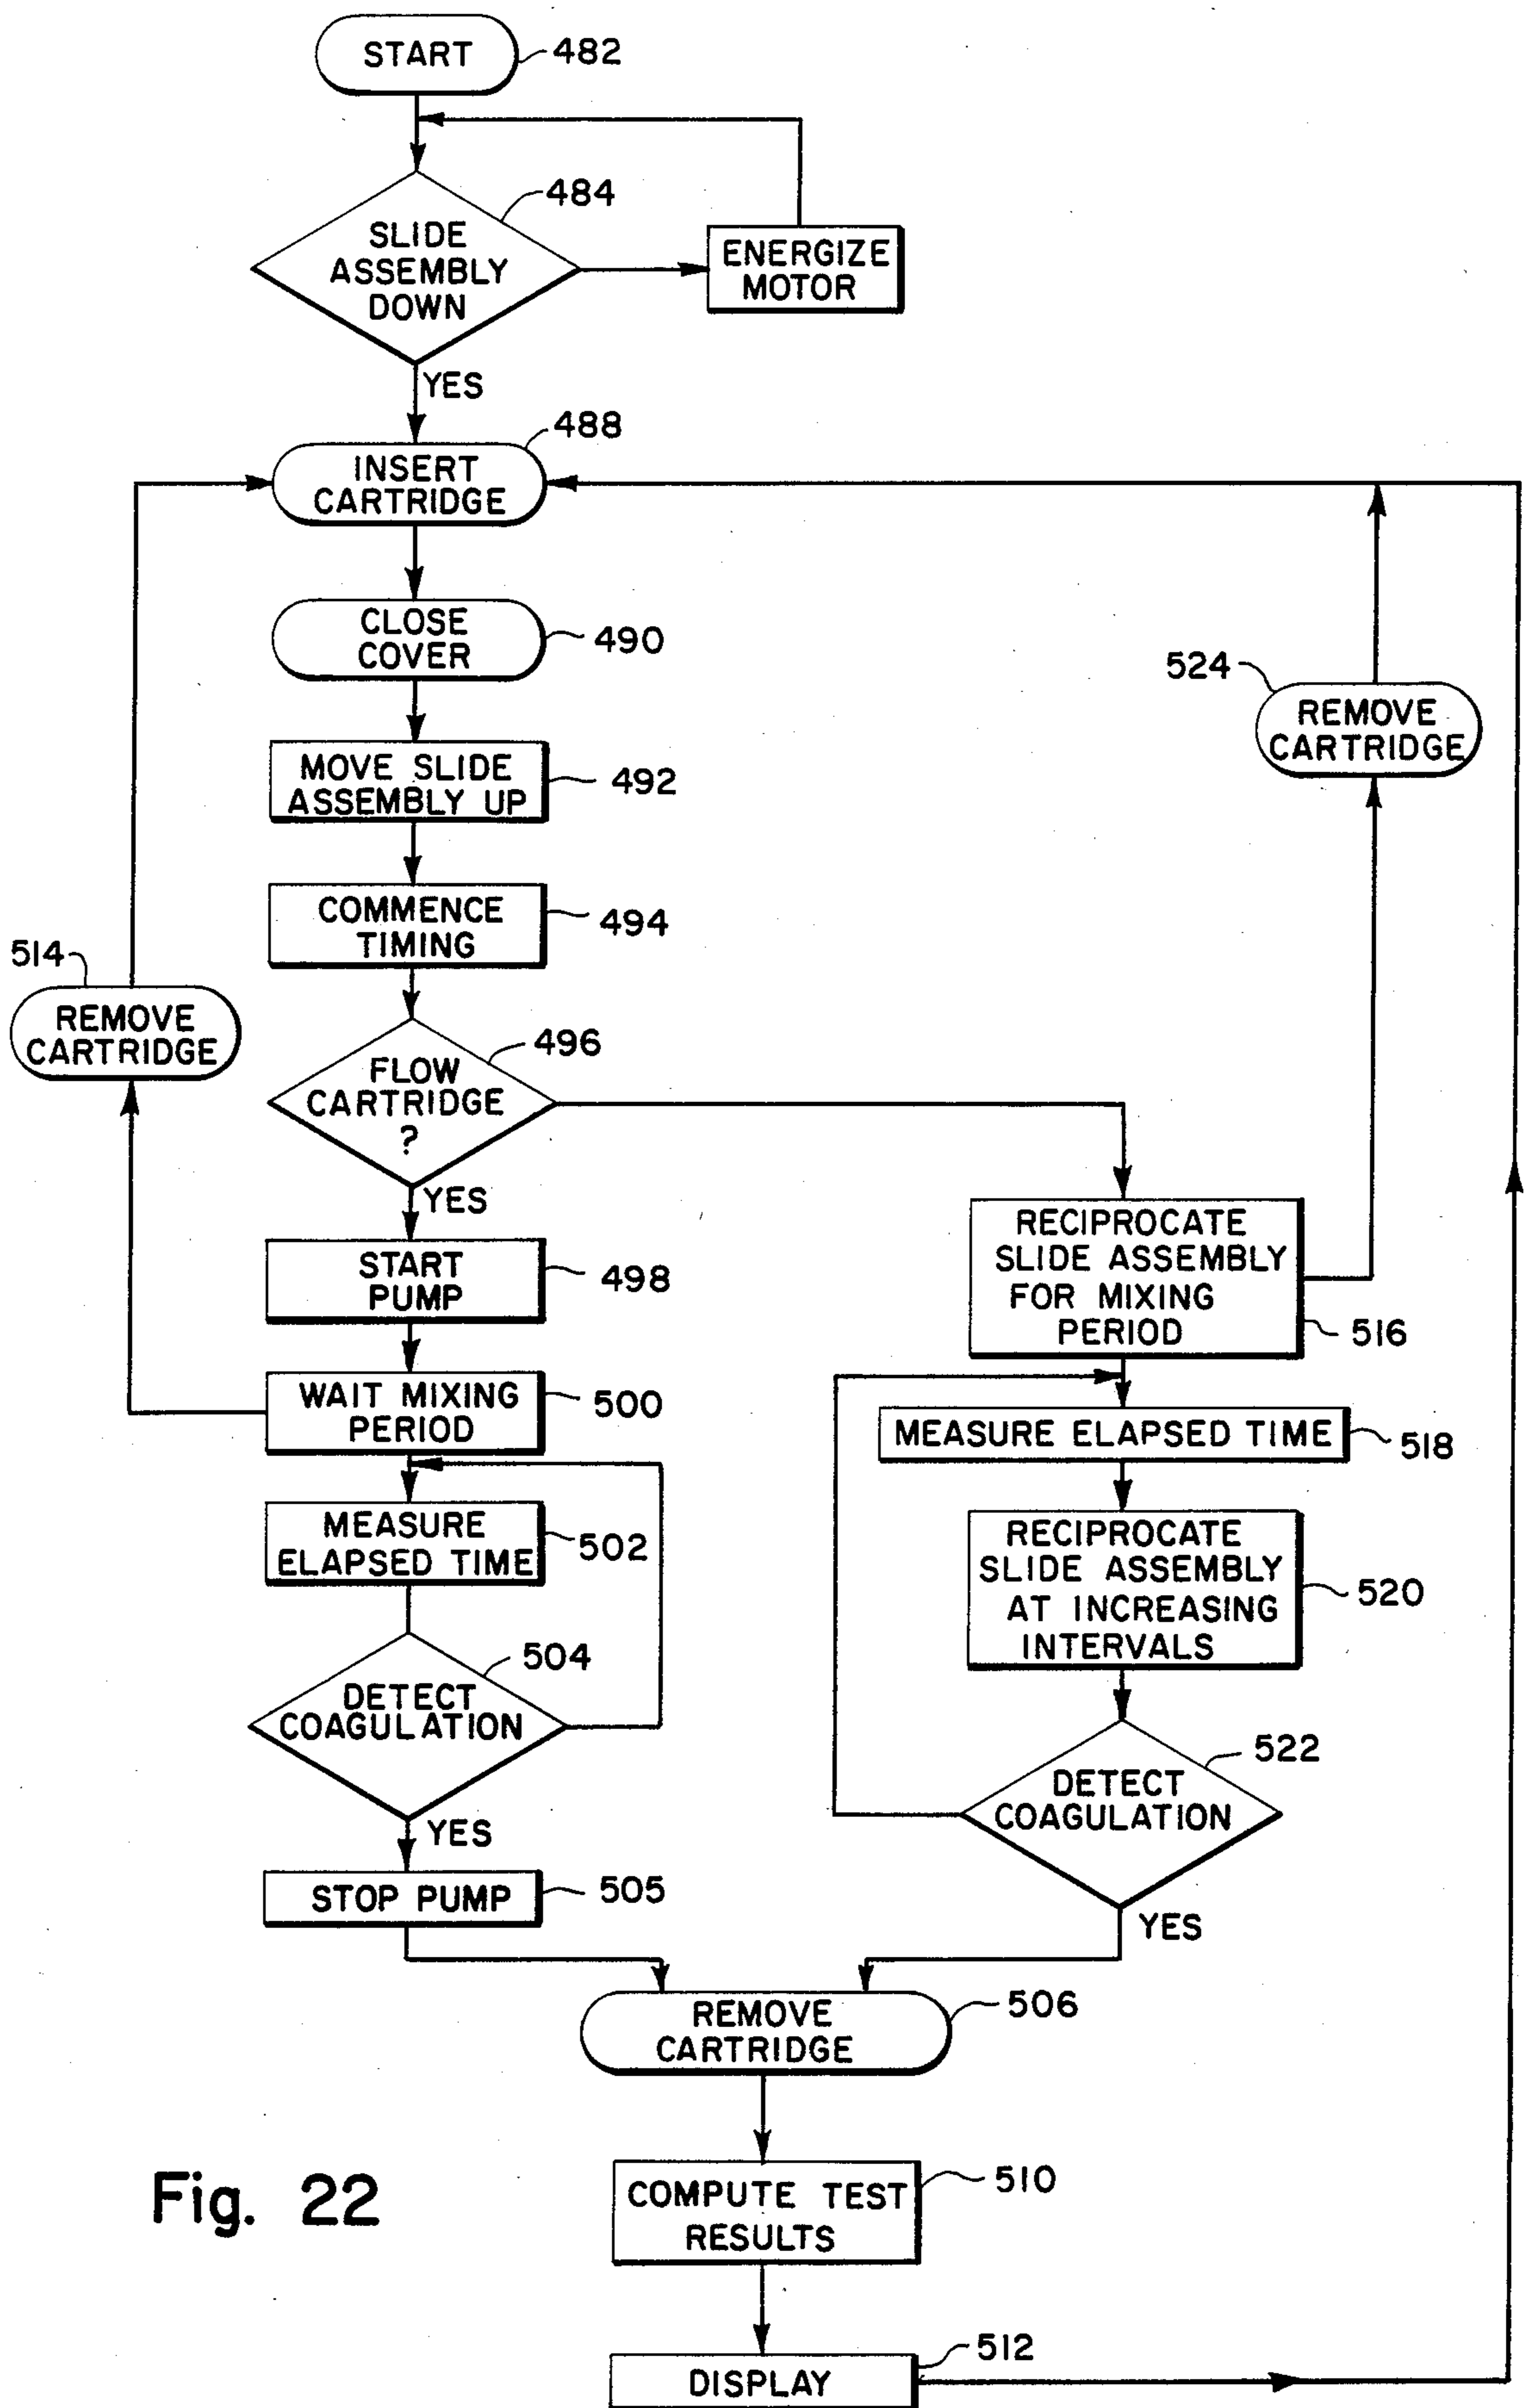 START
482
484
SLIDE
ASSEMBLY
DOWN
ENERGIZE
MOTOR
YES
488
INSERT
CARTRIDGE
CLOSE
COVER
490
524
REMOVE
CARTRIDGE
MOVE SLIDE
ASSEMBLY UP
492
COMMENCE
TIMING
494
514
REMOVE
CARTRIDGE
496
FLOW
CARTRIDGE
?
YES
START
PUMP
498
RECIPROCATE
SLIDE ASSEMBLY
FOR MIXING
PERIOD
516
WAIT MIXING
PERIOD
500
MEASURE ELAPSED TIME
518
MEASURE
ELAPSED TIME
502
RECIPROCATE
SLIDE ASSEMBLY
AT INCREASING
INTERVALS
520
504
DETECT
COAGULATION
522
DETECT
COAGULATION
YES
STOP PUMP
505
YES
REMOVE
CARTRIDGE
506
COMPUTE TEST
RESULTS
510
Fig. 22
512
DISPLAY